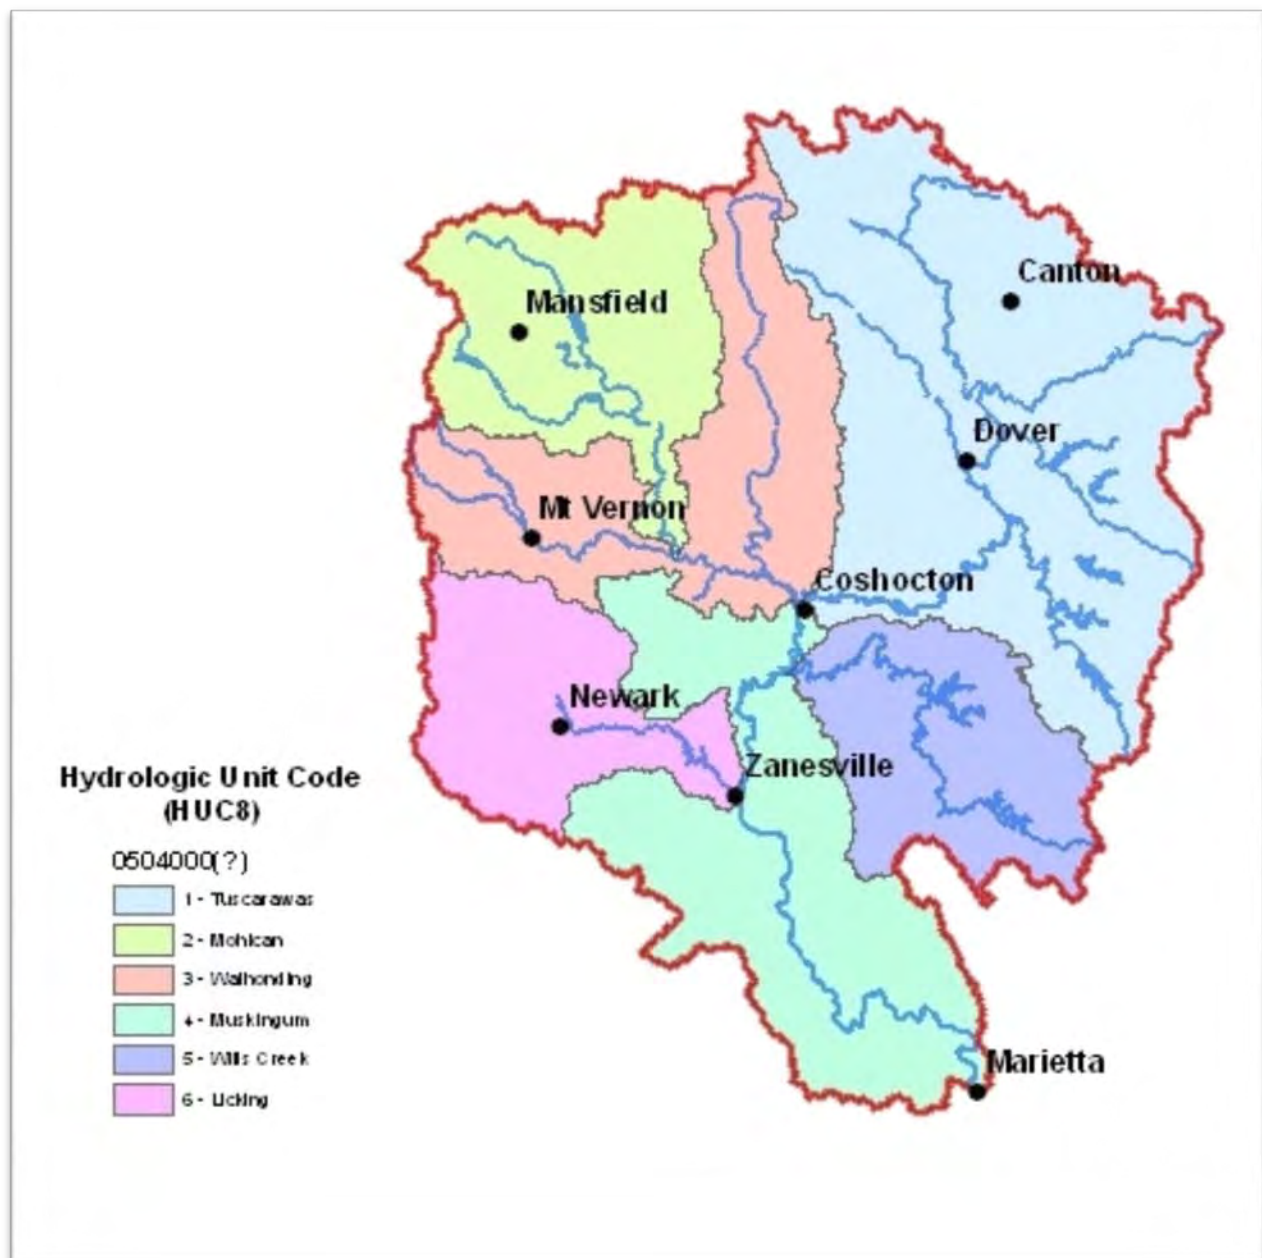 Canton
Mansfield
Dover
Mt Vernon
Coshocton
Newark
Zanesville
Marietta
Hydrologic Unit Code
(HUC8)
0504000(?)
1 - Tuscarawas
2 - Mohican
3 - Walhonding
4 - Muskingum
5 - Wills Creek
6 - Licking